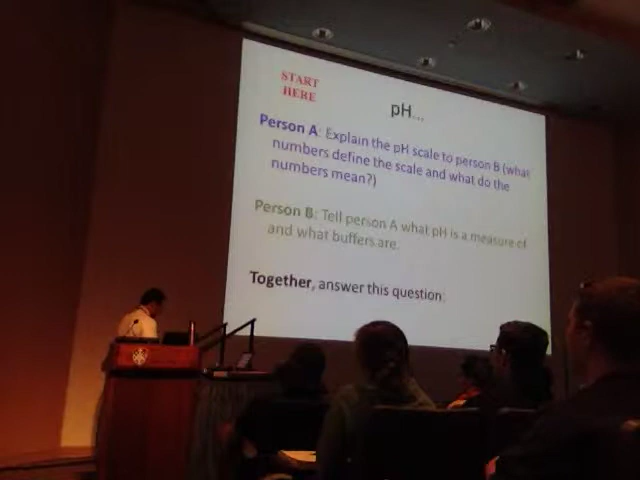 START
HERE
pH...
Person A: Explain the pH scale to person B (what
numbers define the scale and what do the
numbers mean?)
Person B: Tell person A what pH is a measure of
and what buffers are.
Together, answer this question: